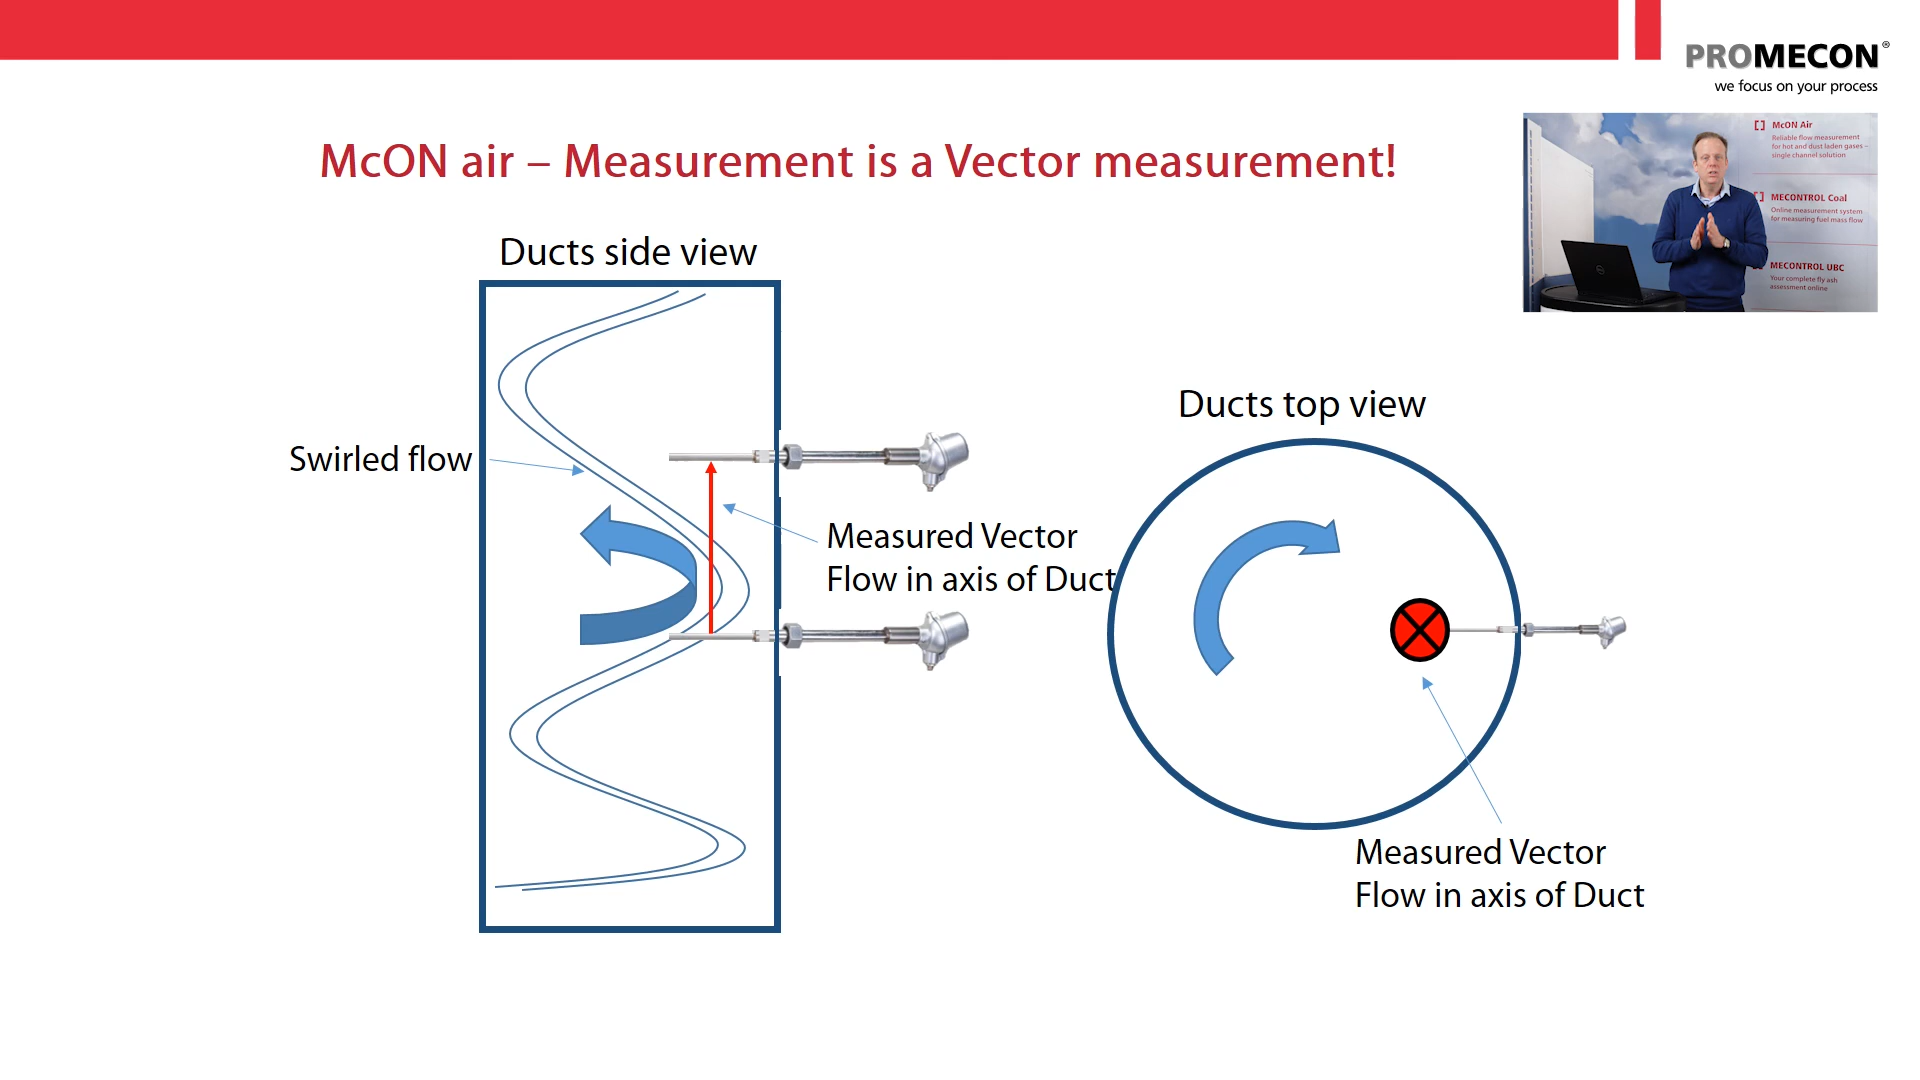 PROMECON®
we focus on your process
McON Air
Reliable flow measurement
for hot and dust laden gases –
single channel solution
MECONTROL Coal
Online measurement system
for measuring fuel mass flow
MECONTROL UBC
Your complete fly ash
assessment online
McON air – Measurement is a Vector measurement!
Ducts side view
Swirled flow
Measured Vector
Flow in axis of Duct
Ducts top view
Measured Vector
Flow in axis of Duct